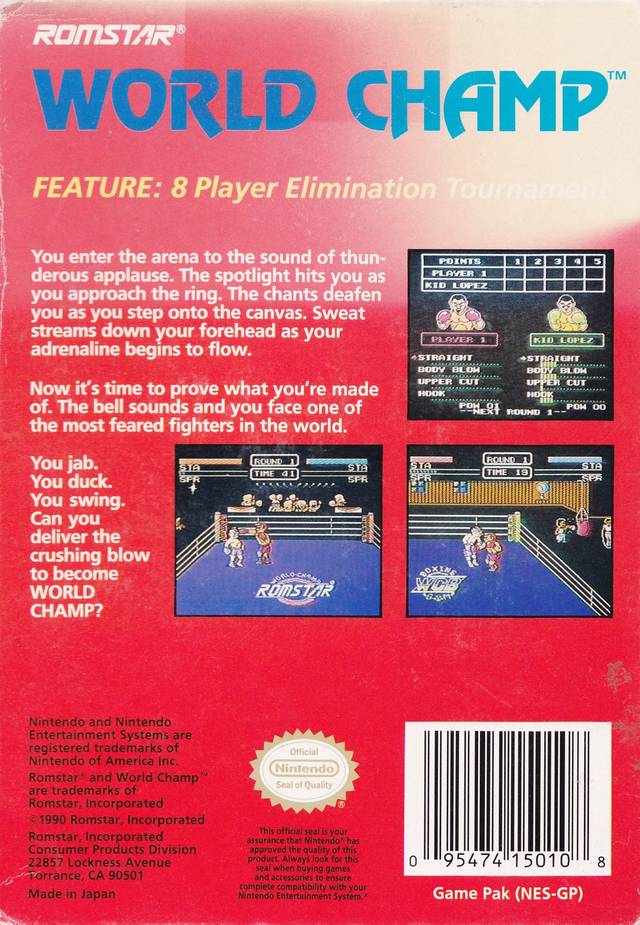 ROMSTAR®
WORLD CHAMP™
FEATURE: 8 Player Elimination Tournament
You enter the arena to the sound of thun-
derous applause. The spotlight hits you as
you approach the ring. The chants deafen
you as you step onto the canvas. Sweat
streams down your forehead as your
adrenaline begins to flow.
Now it's time to prove what you're made
of. The bell sounds and you face one of
the most feared fighters in the world.
You jab.
You duck.
You swing.
Can you
deliver the
crushing blow
to become
WORLD
CHAMP?
POINTS 1 2 3 4 5
PLAYER 1
KID LOPEZ
PLAYER 1 KID LOPEZ
STRAIGHT STRAIGHT
BODY BLOW BODY BLOW
UPPER CUT UPPER CUT
HOOK HOOK
POW 01 POW 00
--NEXT ROUND 1--
STA ROUND 1 STA
SPR TIME 41 SPR
WORLD-CHAMP
ROMSTAR
STA ROUND 1 STA
SPR TIME 19 SPR
BOXING
WCB
GYM
Nintendo and Nintendo
Entertainment Systems are
registered trademarks of
Nintendo of America Inc.
Romstar® and World Champ™
are trademarks of
Romstar, Incorporated
©1990 Romstar, Incorporated
Romstar, Incorporated
Consumer Products Division
22857 Lockness Avenue
Torrance, CA 90501
Made in Japan
Official
Nintendo
Seal of Quality
®
This official seal is your
assurance that Nintendo® has
approved the quality of this
product. Always look for this
seal when buying games
and accessories to ensure
complete compatibility with your
Nintendo Entertainment System.®
0 95474 15010 8
Game Pak (NES-GP)